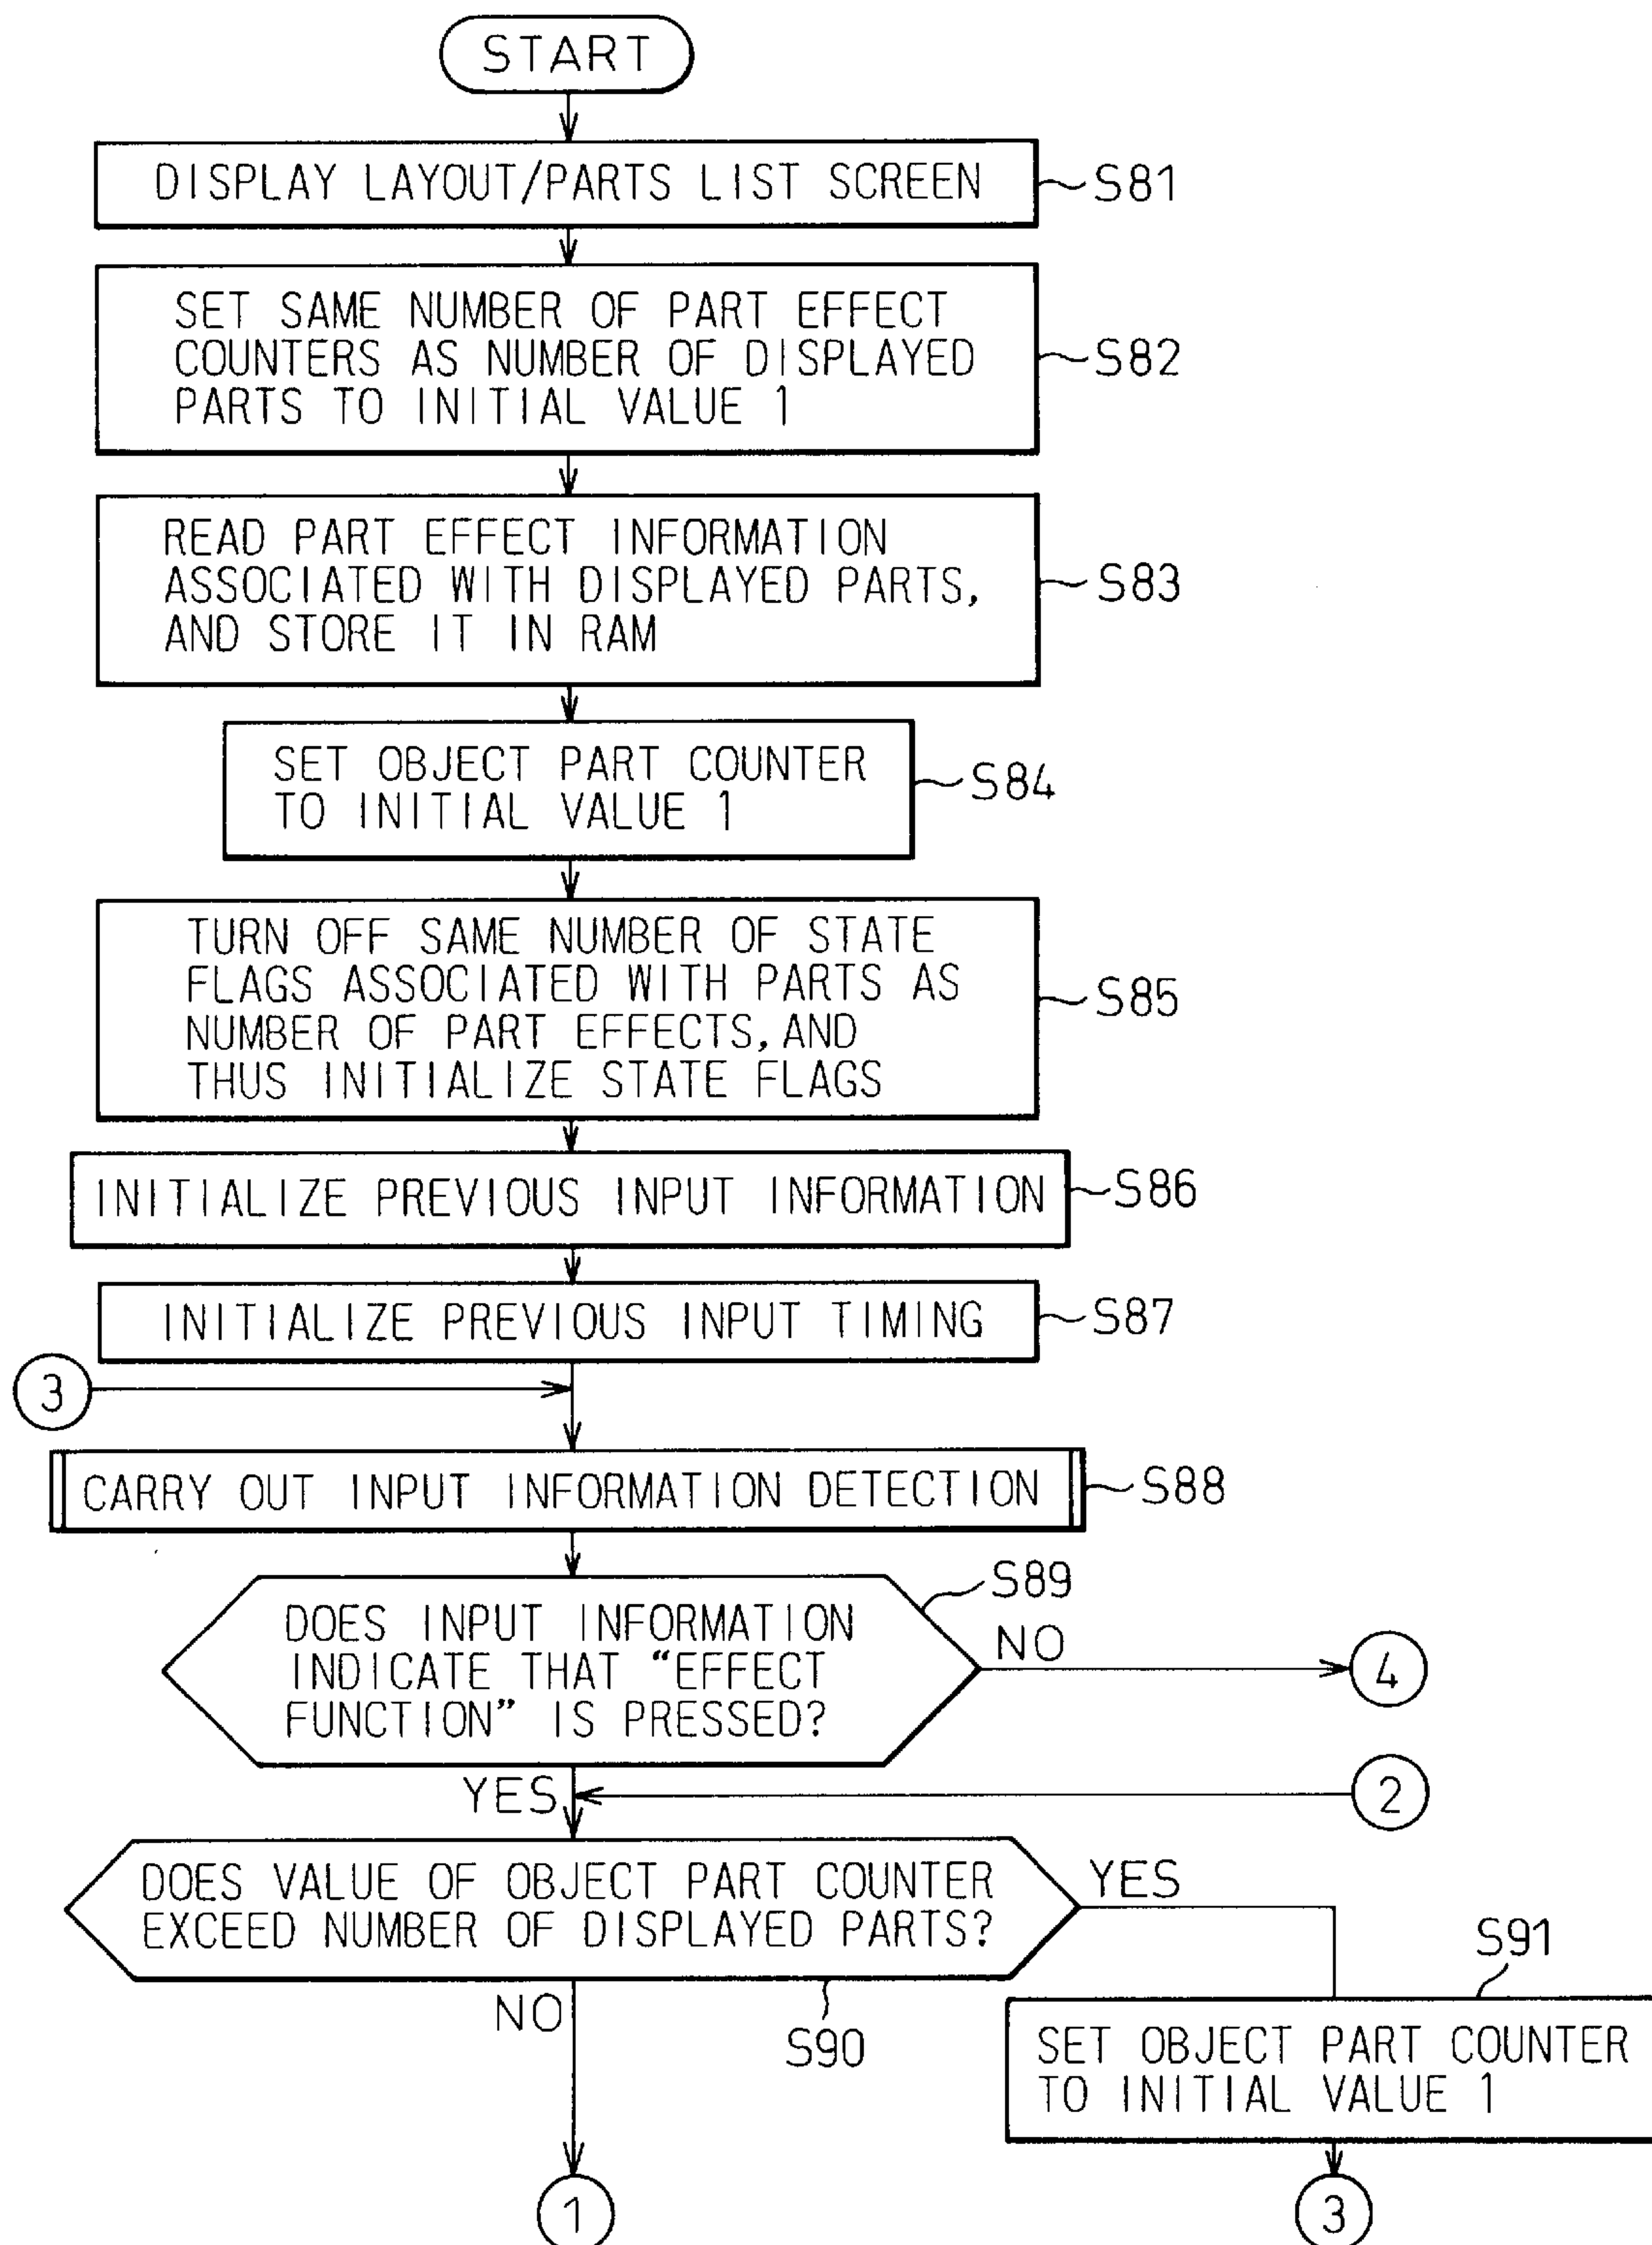 START
DISPLAY LAYOUT/PARTS LIST SCREEN
S81
SET SAME NUMBER OF PART EFFECT
COUNTERS AS NUMBER OF DISPLAYED
PARTS TO INITIAL VALUE 1
S82
READ PART EFFECT INFORMATION
ASSOCIATED WITH DISPLAYED PARTS,
AND STORE IT IN RAM
S83
SET OBJECT PART COUNTER
TO INITIAL VALUE 1
S84
TURN OFF SAME NUMBER OF STATE
FLAGS ASSOCIATED WITH PARTS AS
NUMBER OF PART EFFECTS, AND
THUS INITIALIZE STATE FLAGS
S85
INITIALIZE PREVIOUS INPUT INFORMATION
S86
INITIALIZE PREVIOUS INPUT TIMING
S87
3
CARRY OUT INPUT INFORMATION DETECTION
S88
S89
DOES INPUT INFORMATION
INDICATE THAT “EFFECT
FUNCTION” IS PRESSED?
NO
4
YES
2
DOES VALUE OF OBJECT PART COUNTER
EXCEED NUMBER OF DISPLAYED PARTS?
YES
S91
NO
S90
SET OBJECT PART COUNTER
TO INITIAL VALUE 1
1
3